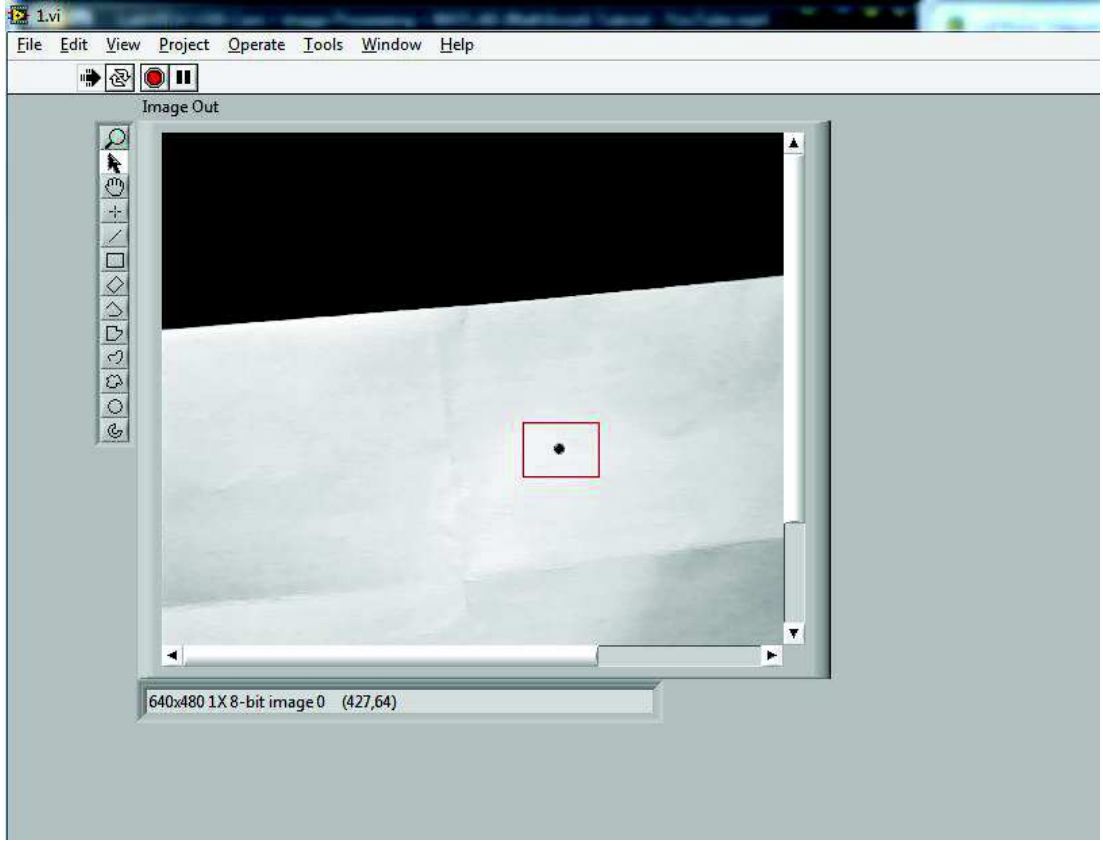 1.vi
File Edit View Project Operate Tools Window Help
Image Out
640x480 1X 8-bit image 0 (427,64)